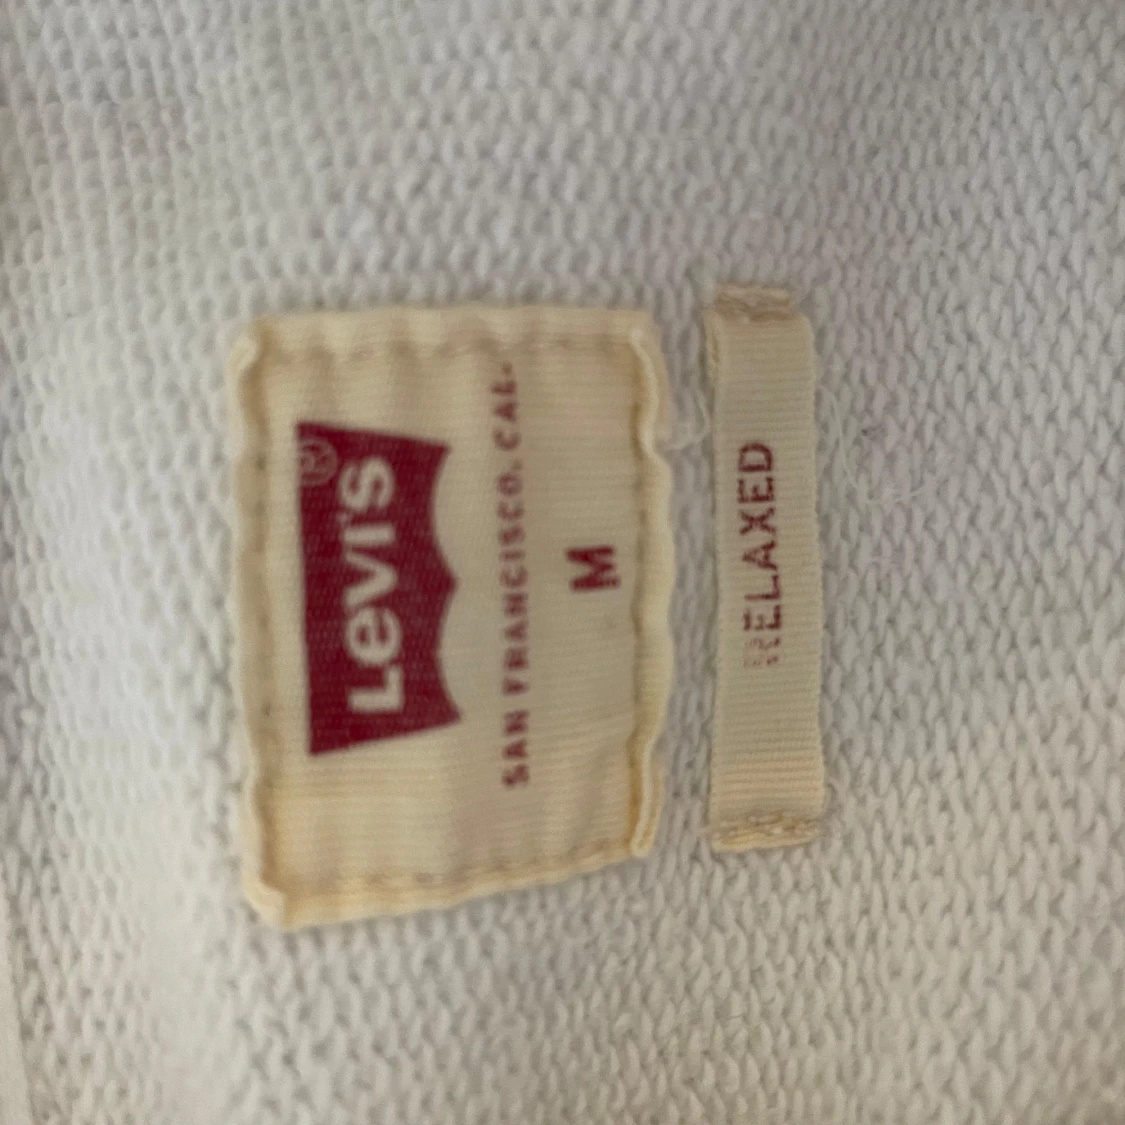 Levi's®
SAN FRANCISCO, CAL.
M
RELAXED